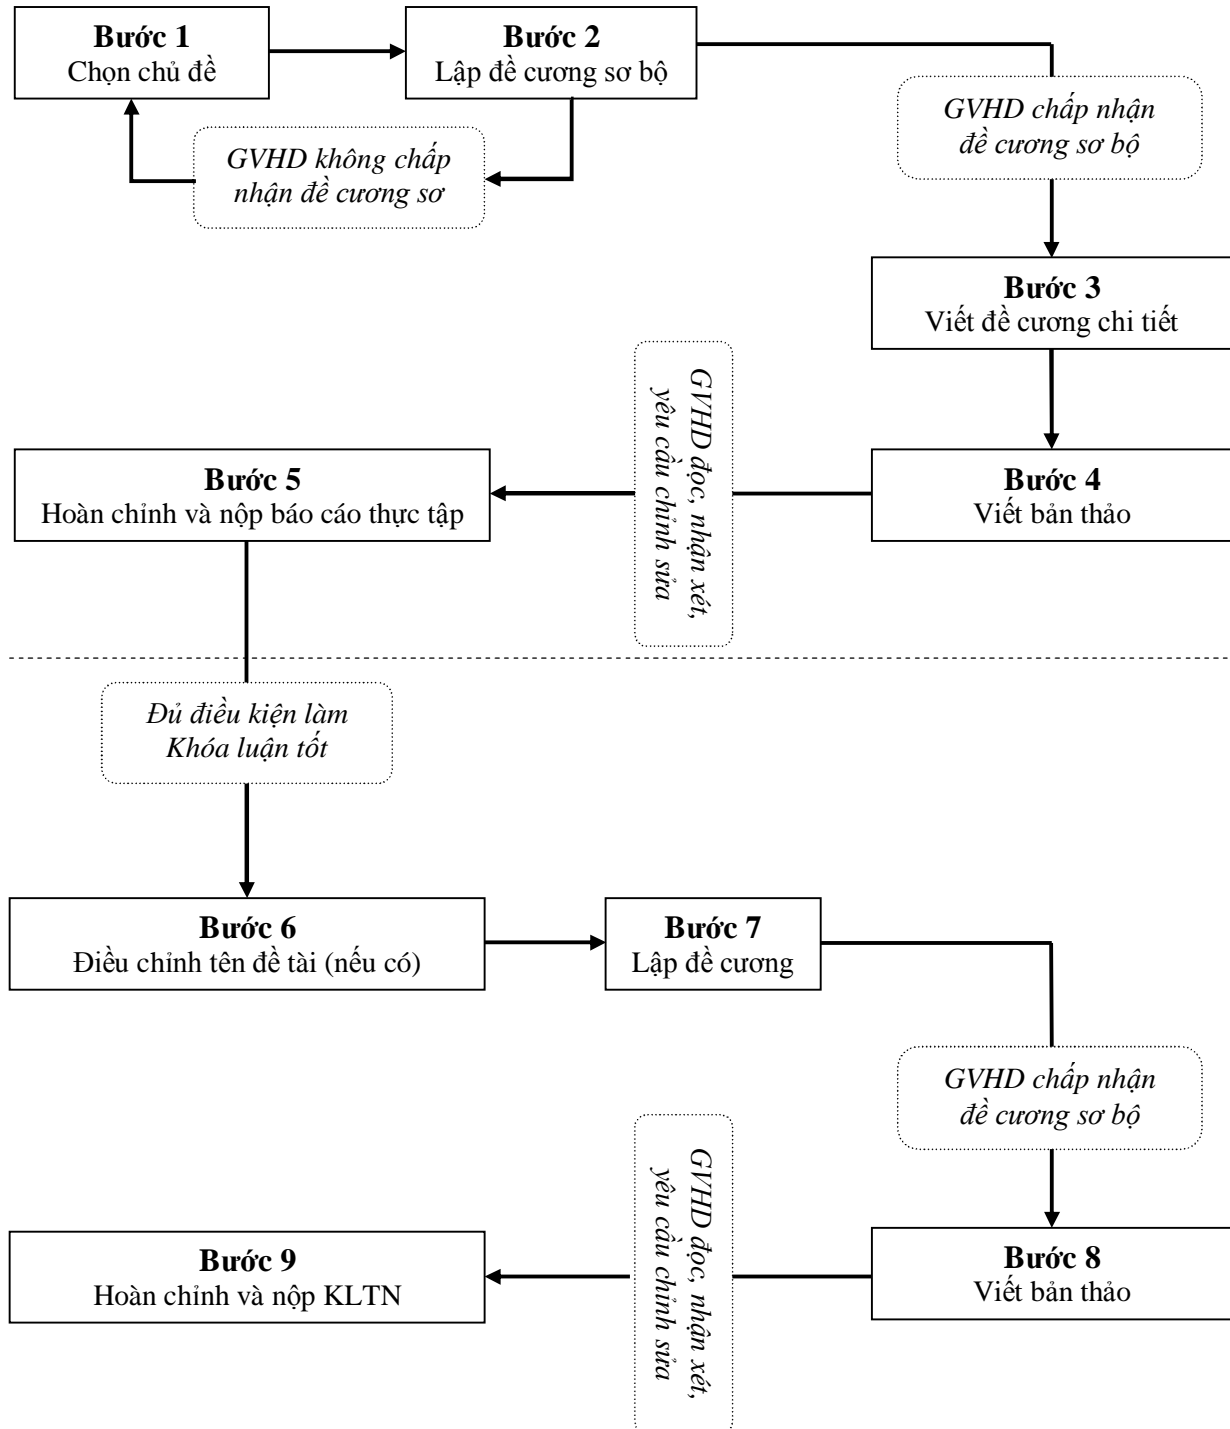 Bước 1
Chọn chủ đề
Bước 2
Lập đề cương sơ bộ
GVHD không chấp
nhận đề cương sơ
GVHD chấp nhận
đề cương sơ bộ
Bước 3
Viết đề cương chi tiết
Bước 4
Viết bản thảo
GVHD đọc, nhận xét,
yêu cầu chỉnh sửa
Bước 5
Hoàn chỉnh và nộp báo cáo thực tập
Đủ điều kiện làm
Khóa luận tốt
Bước 6
Điều chỉnh tên đề tài (nếu có)
Bước 7
Lập đề cương
GVHD chấp nhận
đề cương sơ bộ
Bước 8
Viết bản thảo
GVHD đọc, nhận xét,
yêu cầu chỉnh sửa
Bước 9
Hoàn chỉnh và nộp KLTN